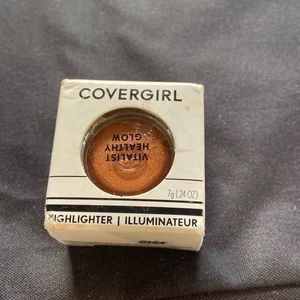 COVERGIRL
VITALIST
HEALTHY
GLOW
7g (.24 OZ)
HIGHLIGHTER | ILLUMINATEUR